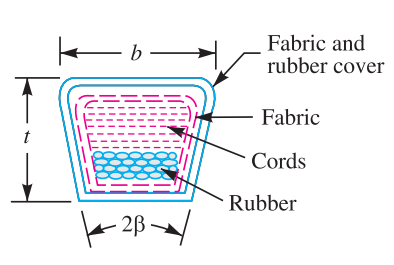 b
Fabric and
rubber cover
Fabric
t
Cords
Rubber
2β